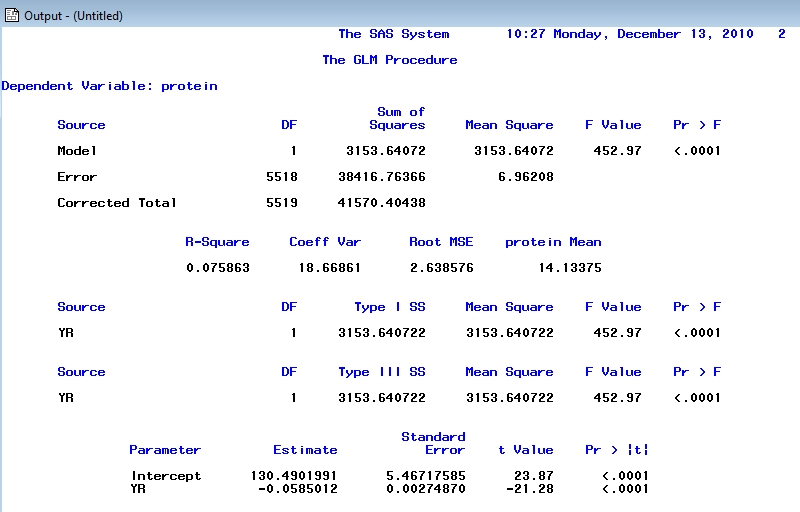 Output - (Untitled)
The SAS System 10:27 Monday, December 13, 2010 2
The GLM Procedure
Dependent Variable: protein
Sum of
Source DF Squares Mean Square F Value Pr > F
Model 1 3153.64072 3153.64072 452.97 <.0001
Error 5518 38416.76366 6.96208
Corrected Total 5519 41570.40438
R-Square Coeff Var Root MSE protein Mean
0.075863 18.66861 2.638576 14.13375
Source DF Type I SS Mean Square F Value Pr > F
YR 1 3153.640722 3153.640722 452.97 <.0001
Source DF Type III SS Mean Square F Value Pr > F
YR 1 3153.640722 3153.640722 452.97 <.0001
Standard
Parameter Estimate Error t Value Pr > |t|
Intercept 130.4901991 5.46717585 23.87 <.0001
YR -0.0585012 0.00274870 -21.28 <.0001